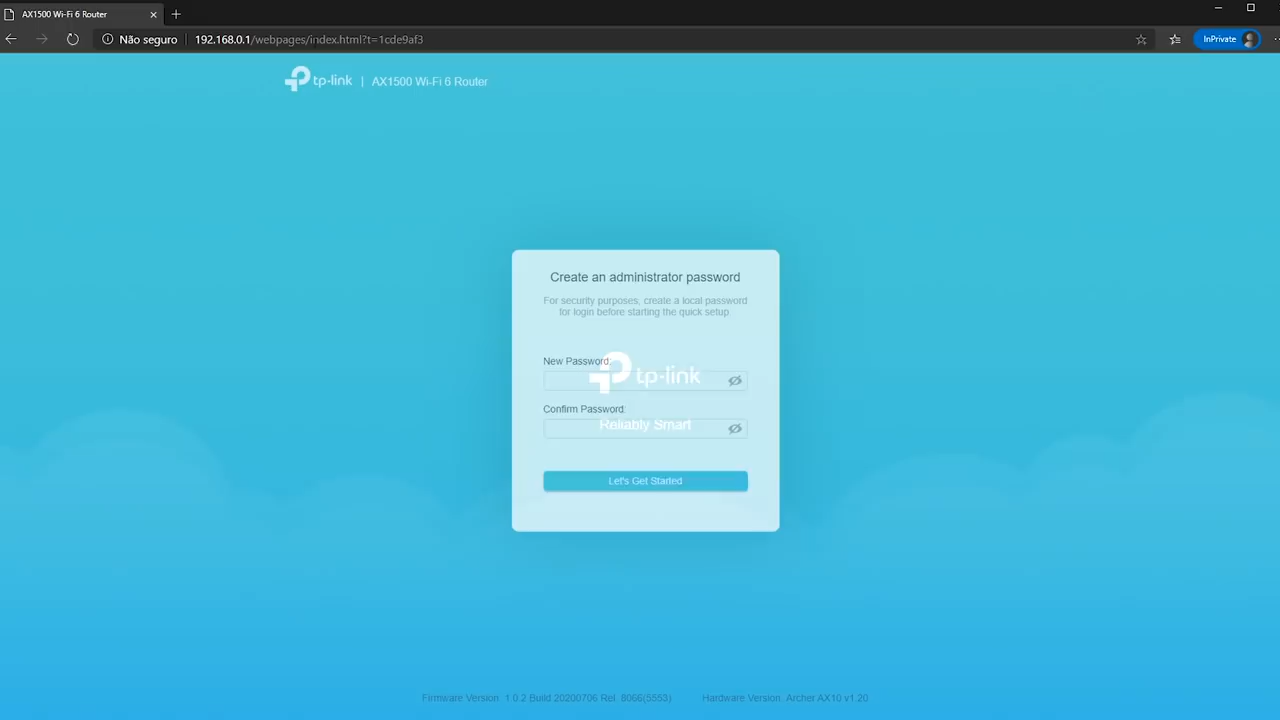 AX1500 Wi-Fi 6 Router
Não seguro
192.168.0.1/webpages/index.html?t=1cde9af3
InPrivate
tp-link | AX1500 Wi-Fi 6 Router
Create an administrator password
For security purposes, create a local password
for login before starting the quick setup
New Password:
tp-link
Confirm Password:
Reliably Smart
Let's Get Started
Firmware Version: 1.0.2 Build 20200706 Rel. 8066(5553)
Hardware Version: Archer AX10 v1.20